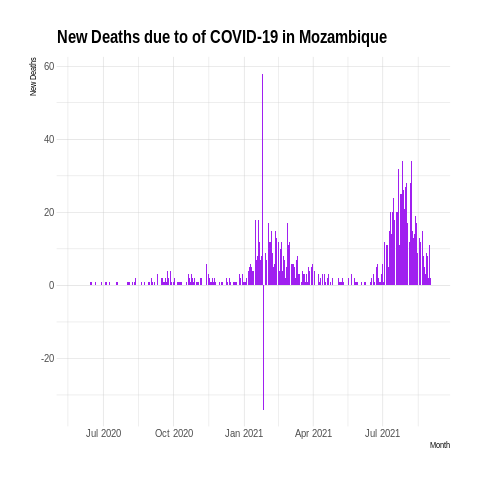 New Deaths due to of COVID-19 in Mozambique
New Deaths
60
40
20
0
-20
Jul 2020 Oct 2020 Jan 2021 Apr 2021 Jul 2021
Month